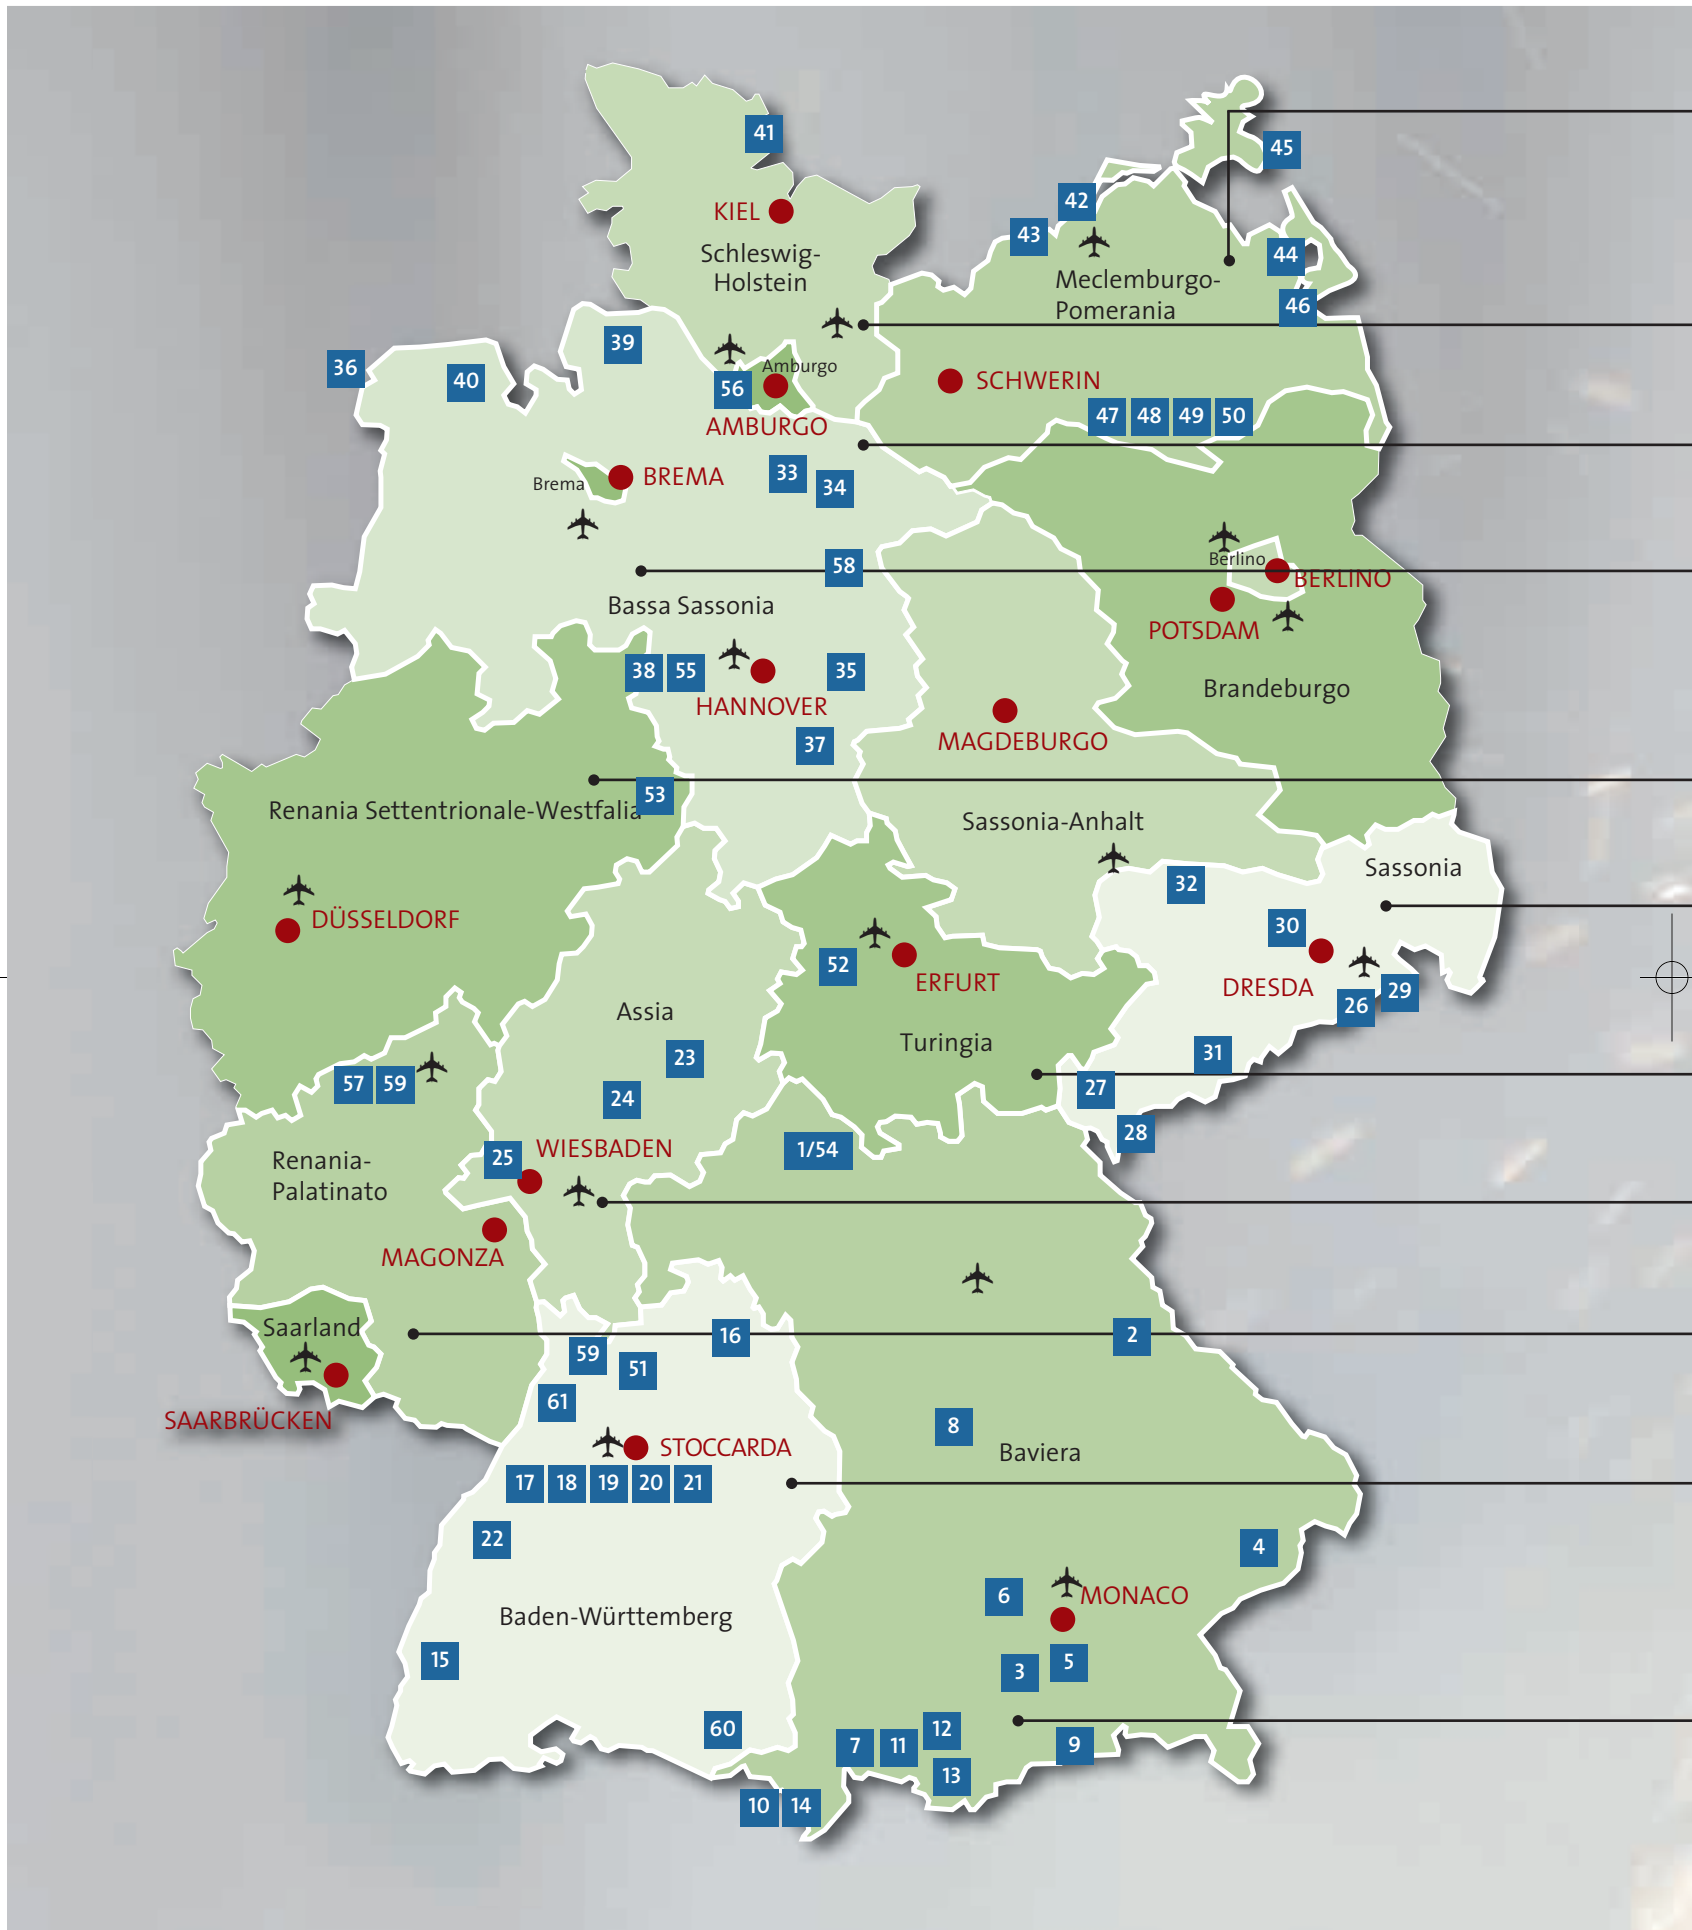 41
45
42
KIEL
43
Schleswig-
Holstein
44
Meclemburgo-
Pomerania
46
39
36
40
Amburgo
56
SCHWERIN
AMBURGO
47 48 49 50
33
34
Brema
BREMA
58
Berlino
BERLINO
Bassa Sassonia
POTSDAM
38 55
35
HANNOVER
Brandeburgo
37
MAGDEBURGO
53
Renania Settentrionale-Westfalia
Sassonia-Anhalt
Sassonia
32
DÜSSELDORF
30
52
ERFURT
DRESDA
26
29
Assia
Turingia
23
31
57 59
27
24
28
1/54
25
WIESBADEN
Renania-
Palatinato
MAGONZA
Saarland
16
2
59
51
61
SAARBRÜCKEN
8
STOCCARDA
Baviera
17 18 19 20 21
22
4
6
MONACO
Baden-Württemberg
15
3
5
60
12
7 11
9
13
10 14